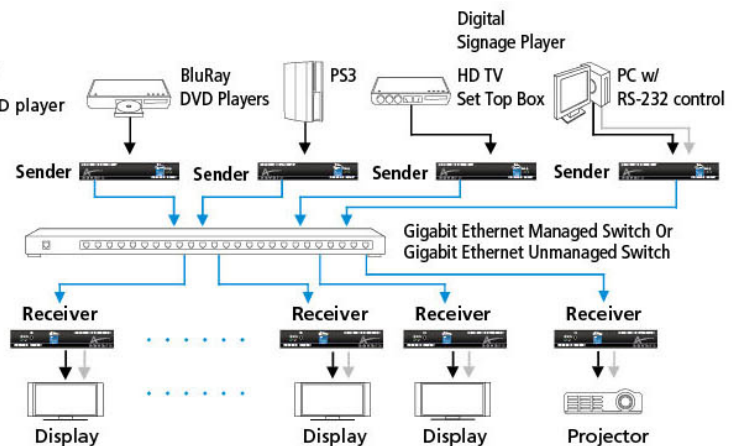 Digital
Signage Player
BluRay
DVD Players
D player
PS3
HD TV
Set Top Box
PC w/
RS-232 control
Sender
Sender
Sender
Sender
Gigabit Ethernet Managed Switch Or
Gigabit Ethernet Unmanaged Switch
Receiver
Receiver
Receiver
Receiver
Display
Display
Display
Projector